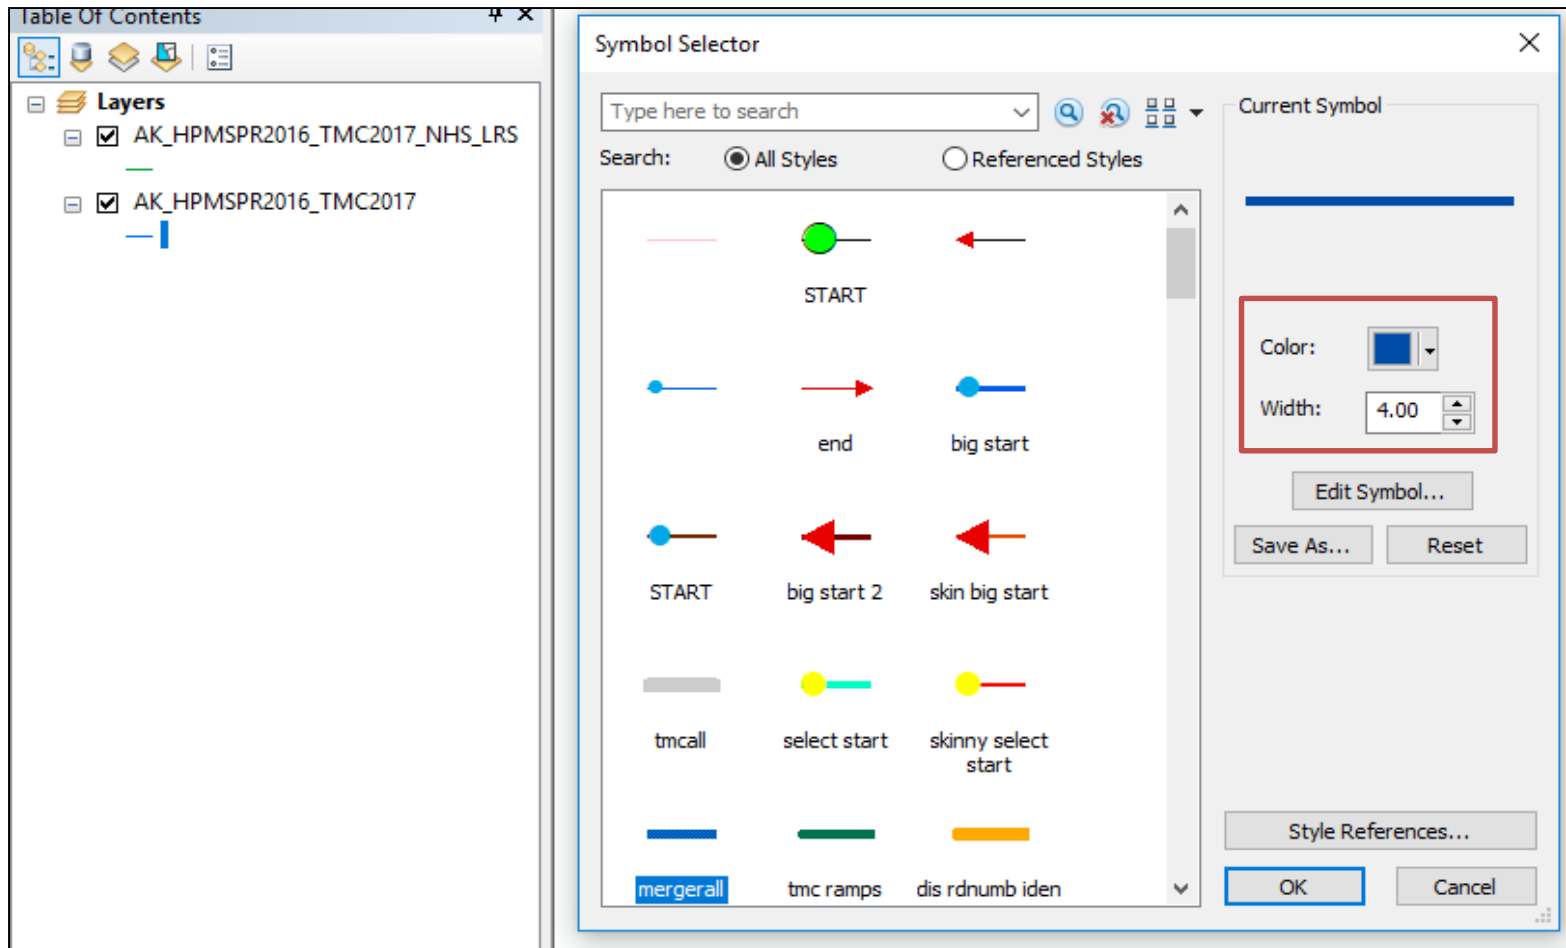 Table Of Contents
Layers
AK_HPMSPR2016_TMC2017_NHS_LRS
AK_HPMSPR2016_TMC2017
Symbol Selector
Type here to search
Search: All Styles Referenced Styles
START
end big start
START big start 2 skin big start
tmcall select start skinny select
start
mergerall tmc ramps dis rdnumb iden
Current Symbol
Color:
Width: 4.00
Edit Symbol...
Save As... Reset
Style References...
OK Cancel